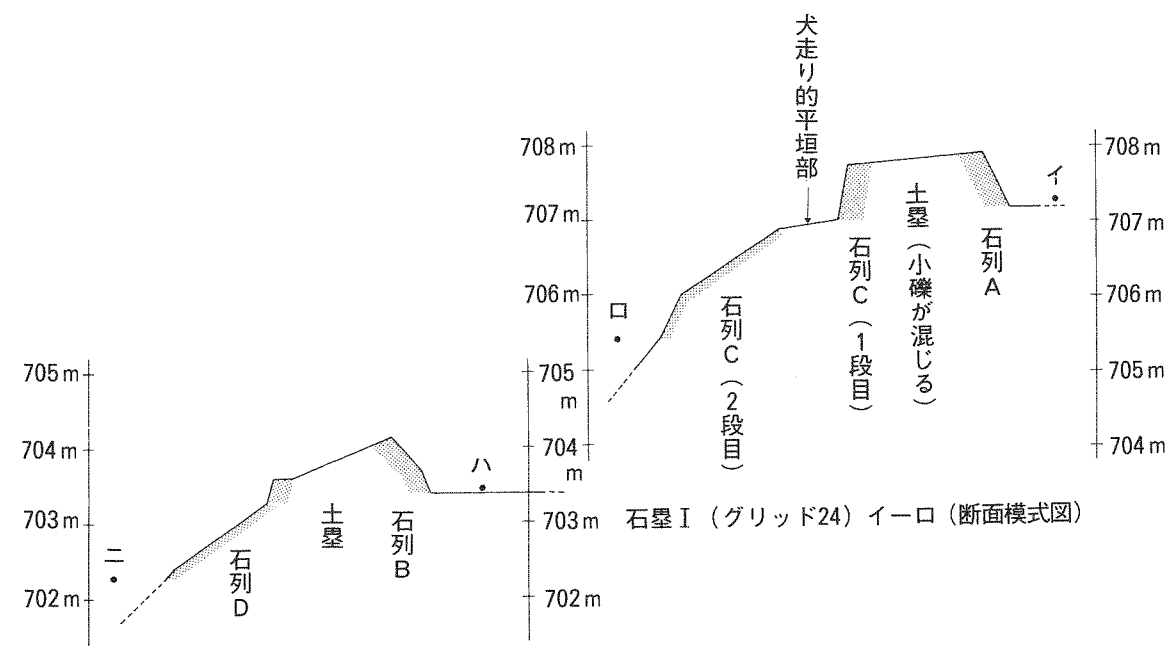 犬走り的平垣部
708m
707m
706m
705
m
704
m
708m
707m
706m
705m
704m
イ
ロ
石列A
土塁(小礫が混じる)
石列C(1段目)
石列C(2段目)
石塁I(グリッド24)イーロ(断面模式図)
705m
704m
703m
702m
703m
702m
ハ
ニ
石列B
土塁
石列D